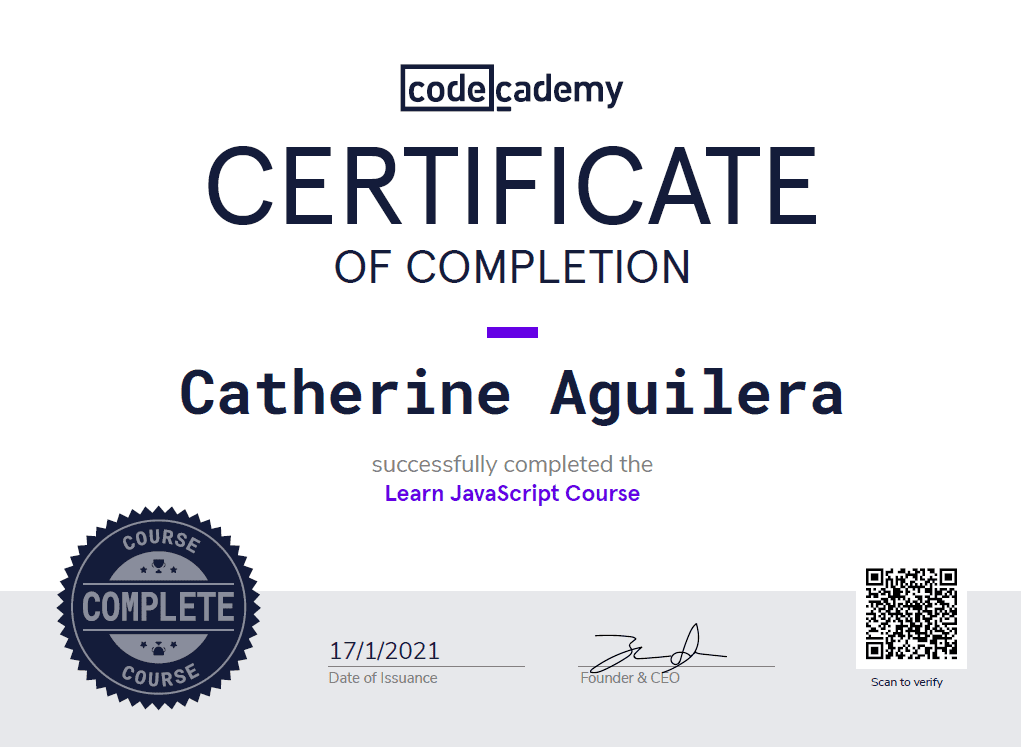 codecademy
CERTIFICATE
OF COMPLETION
Catherine Aguilera
successfully completed the
Learn JavaScript Course
COURSE
COMPLETE
COURSE
17/1/2021
Date of Issuance
Founder & CEO
Scan to verify